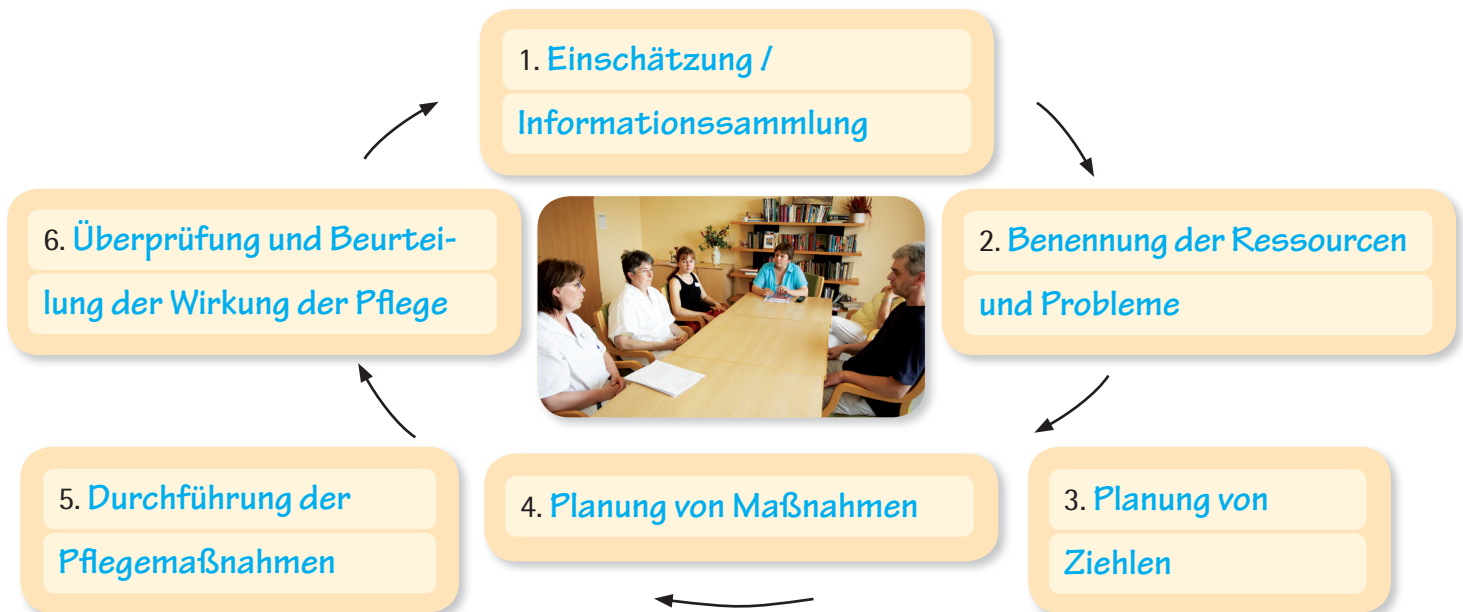 1. Einschätzung /
Informationssammlung
2. Benennung der Ressourcen
und Probleme
3. Planung von
Ziehlen
4. Planung von Maßnahmen
5. Durchführung der
Pflegemaßnahmen
6. Überprüfung und Beurtei-
lung der Wirkung der Pflege